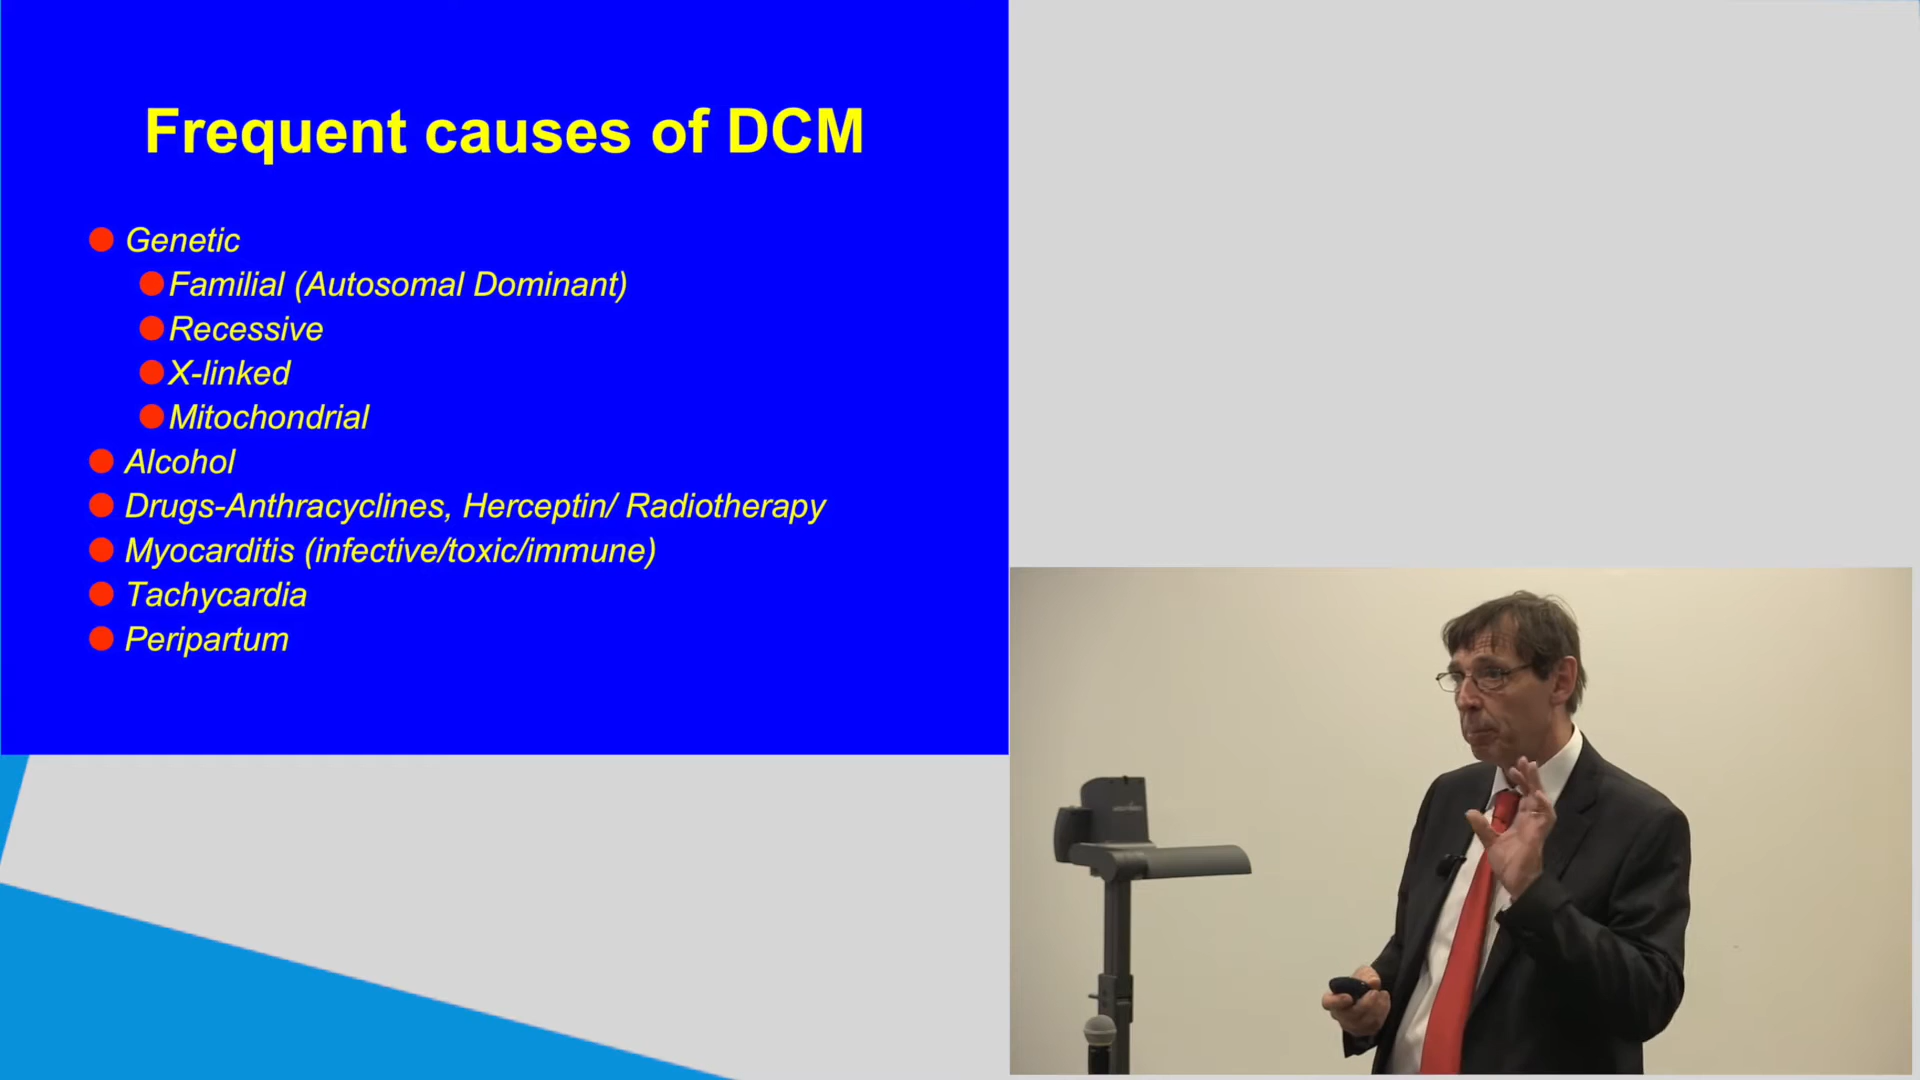 Frequent causes of DCM
Genetic
Familial (Autosomal Dominant)
Recessive
X-linked
Mitochondrial
Alcohol
Drugs-Anthracyclines, Herceptin/ Radiotherapy
Myocarditis (infective/toxic/immune)
Tachycardia
Peripartum